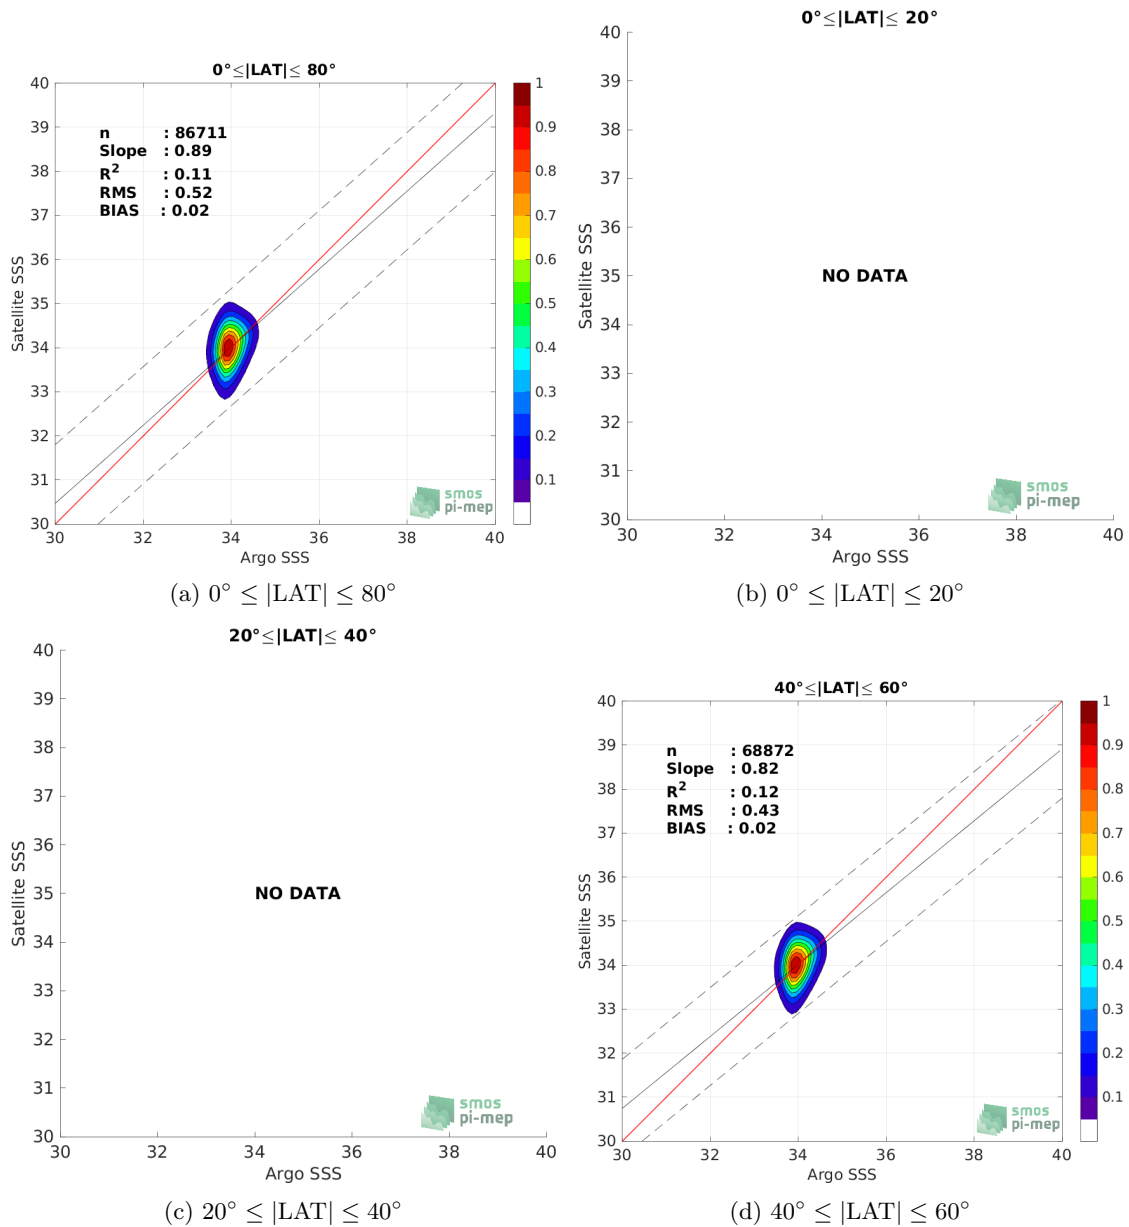 0°≤|LAT|≤ 80°
40
39
38
37
36
35
34
33
32
31
30
Satellite SSS
n : 86711
Slope : 0.89
R² : 0.11
RMS : 0.52
BIAS : 0.02
smos
pi-mep
30 32 34 36 38 40
Argo SSS
1
0.9
0.8
0.7
0.6
0.5
0.4
0.3
0.2
0.1
(a) 0° ≤ |LAT| ≤ 80°
0°≤|LAT|≤ 20°
40
39
38
37
36
35
34
33
32
31
30
Satellite SSS
NO DATA
smos
pi-mep
30 32 34 36 38 40
Argo SSS
(b) 0° ≤ |LAT| ≤ 20°
20°≤|LAT|≤ 40°
40
39
38
37
36
35
34
33
32
31
30
Satellite SSS
NO DATA
smos
pi-mep
30 32 34 36 38 40
Argo SSS
(c) 20° ≤ |LAT| ≤ 40°
40°≤|LAT|≤ 60°
40
39
38
37
36
35
34
33
32
31
30
Satellite SSS
n : 68872
Slope : 0.82
R² : 0.12
RMS : 0.43
BIAS : 0.02
smos
pi-mep
30 32 34 36 38 40
Argo SSS
1
0.9
0.8
0.7
0.6
0.5
0.4
0.3
0.2
0.1
(d) 40° ≤ |LAT| ≤ 60°